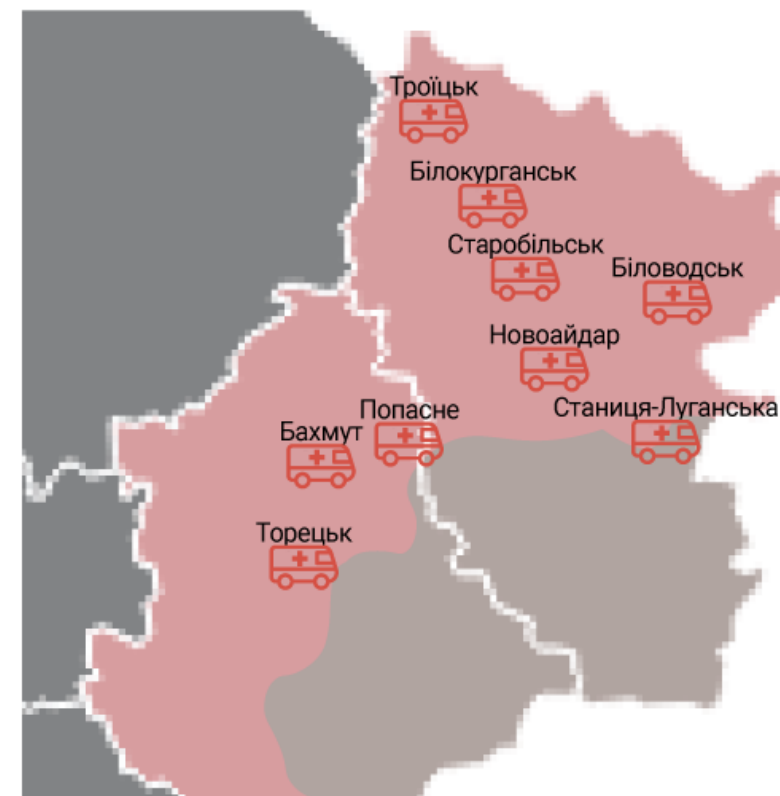 Троїцьк
Білокурганськ
Старобільськ
Біловодськ
Новоайдар
Попасне
Станиця-Луганська
Бахмут
Торецьк